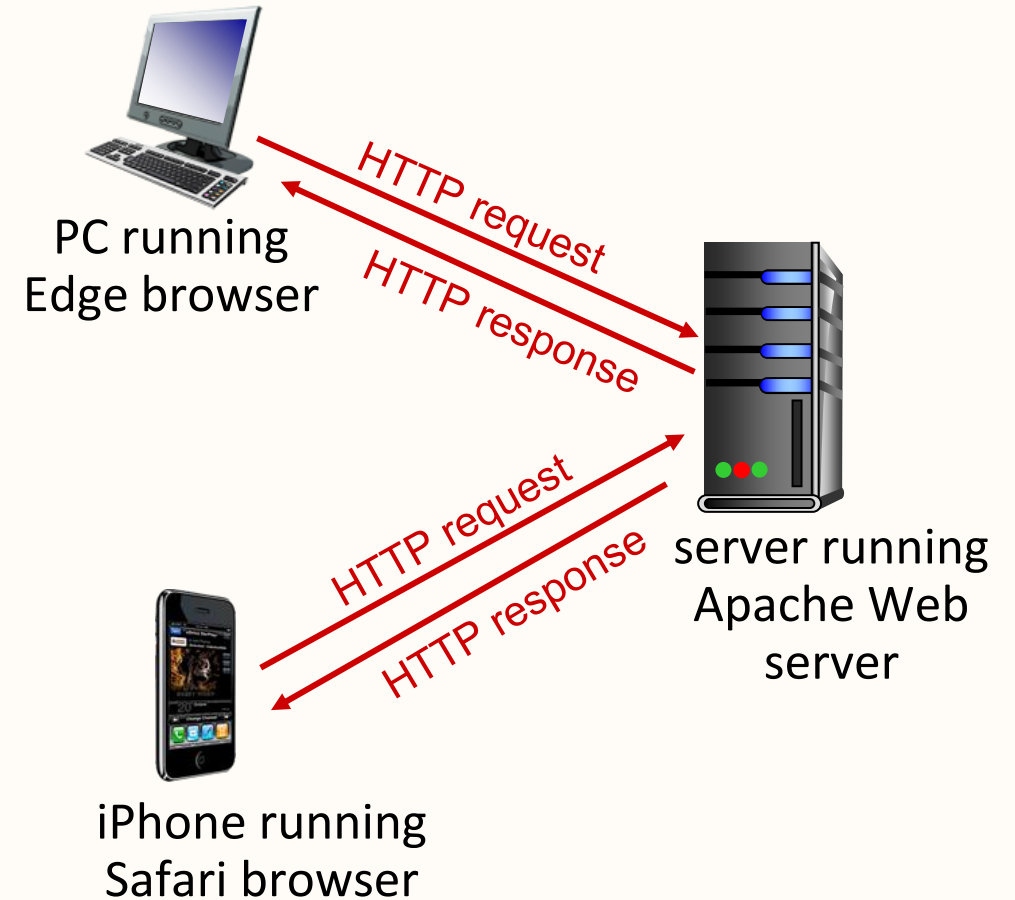 HTTP request
HTTP response
PC running
Edge browser
HTTP request
HTTP response
server running
Apache Web
server
iPhone running
Safari browser